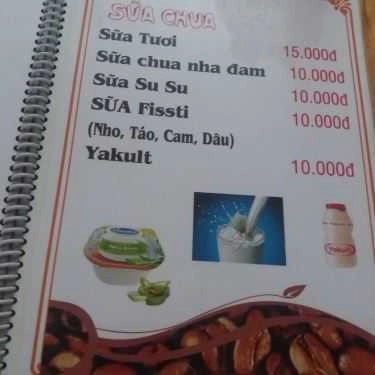 SỮA CHUA
Sữa Tươi 15.000đ
Sữa chua nha đam 10.000đ
Sữa Su Su 10.000đ
SỮA Fissti 10.000đ
(Nho, Táo, Cam, Dâu)
Yakult 10.000đ
Yakult